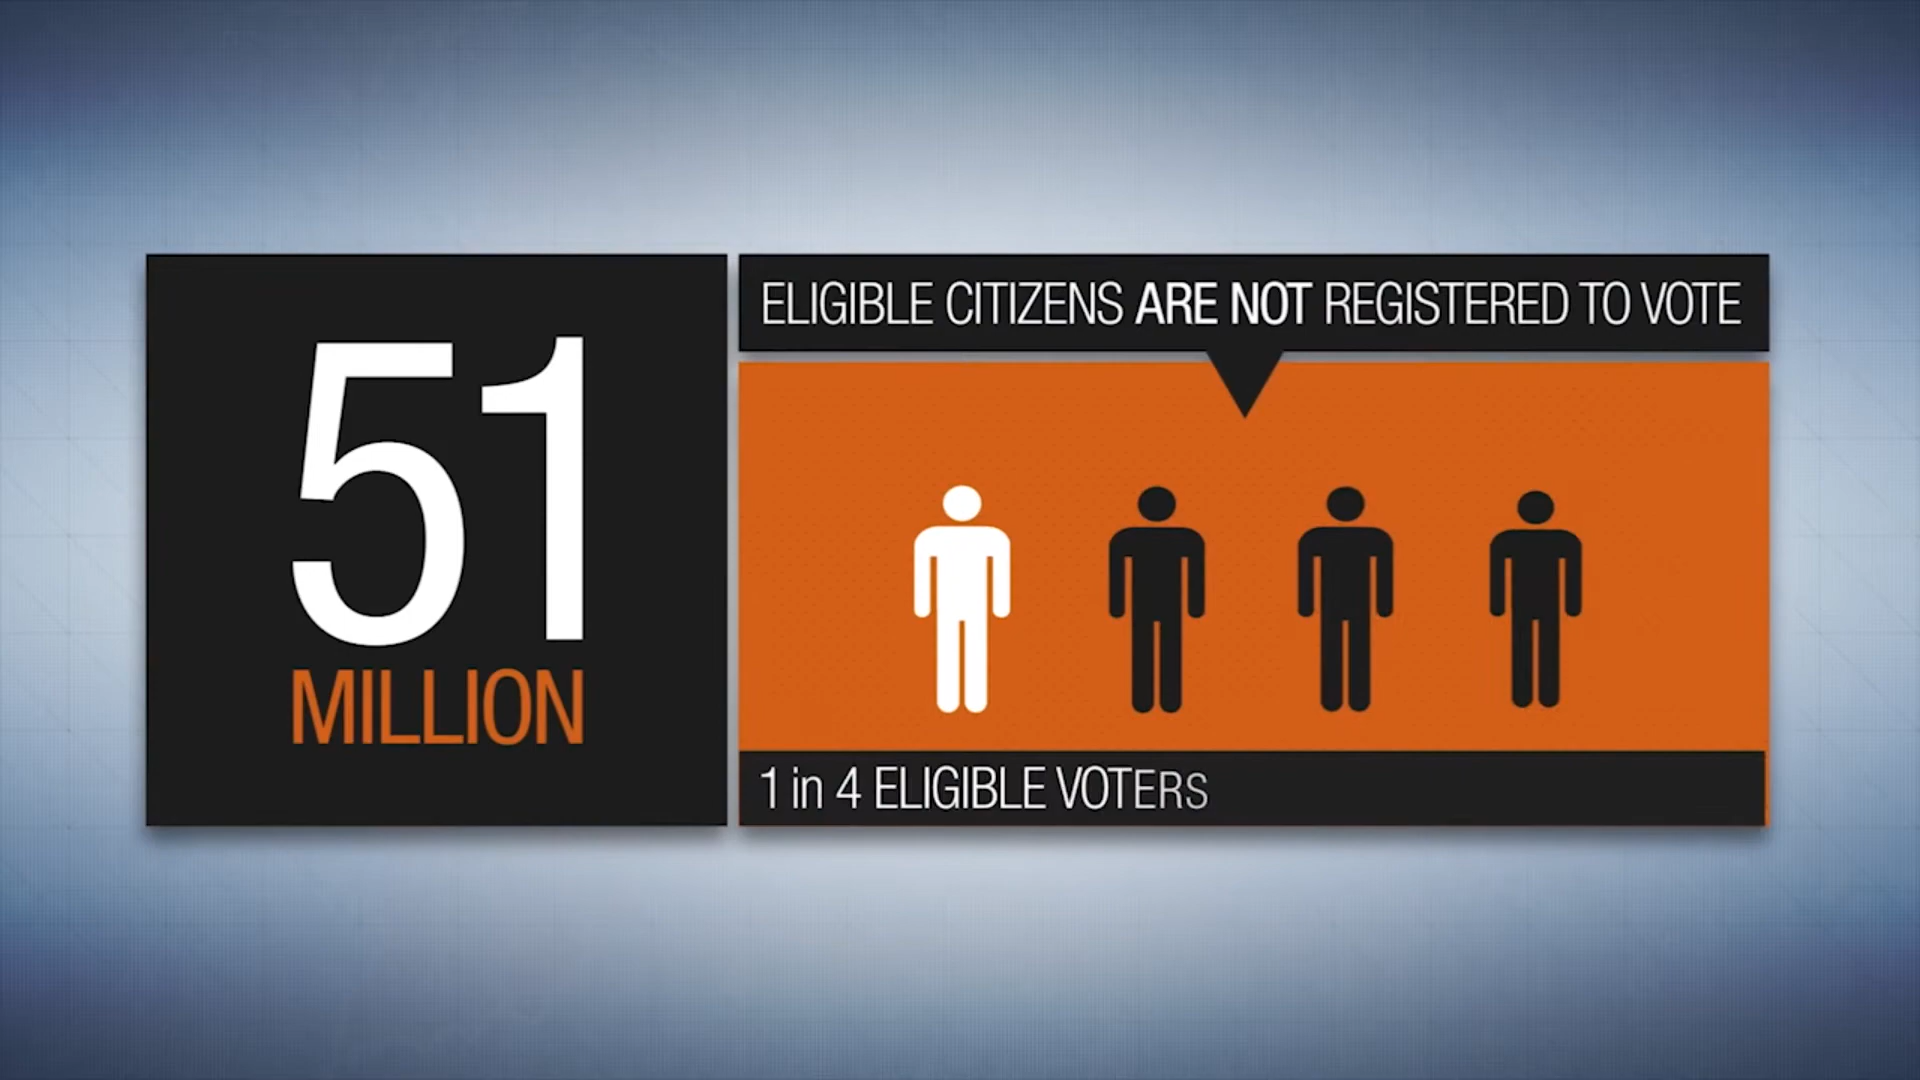 51
MILLION
ELIGIBLE CITIZENS ARE NOT REGISTERED TO VOTE
1 in 4 ELIGIBLE VOTERS